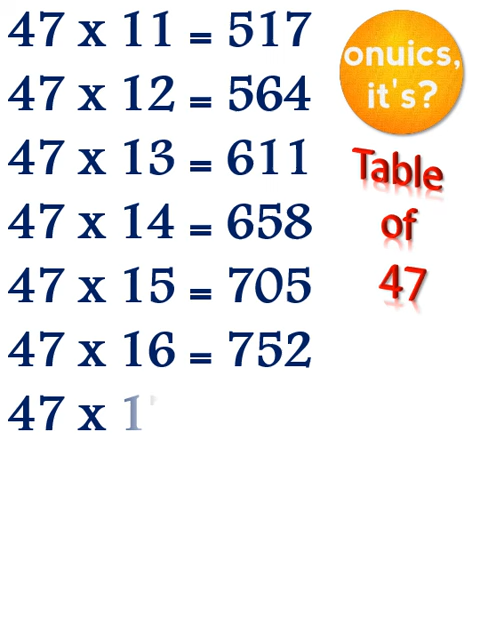 47 x 11 = 517
47 x 12 = 564
47 x 13 = 611
47 x 14 = 658
47 x 15 = 705
47 x 16 = 752
47 x 1
onuics,
it's?
Table
of
47